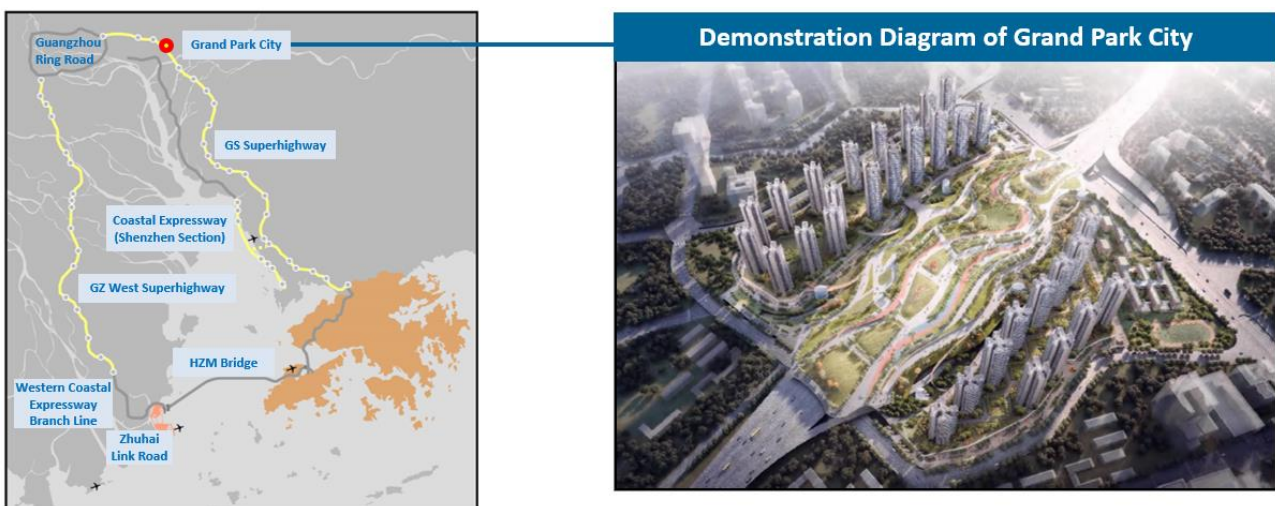 Guangzhou
Ring Road
Grand Park City
GS Superhighway
Coastal Expressway
(Shenzhen Section)
GZ West Superhighway
HZM Bridge
Western Coastal
Expressway
Branch Line
Zhuhai
Link Road
Demonstration Diagram of Grand Park City